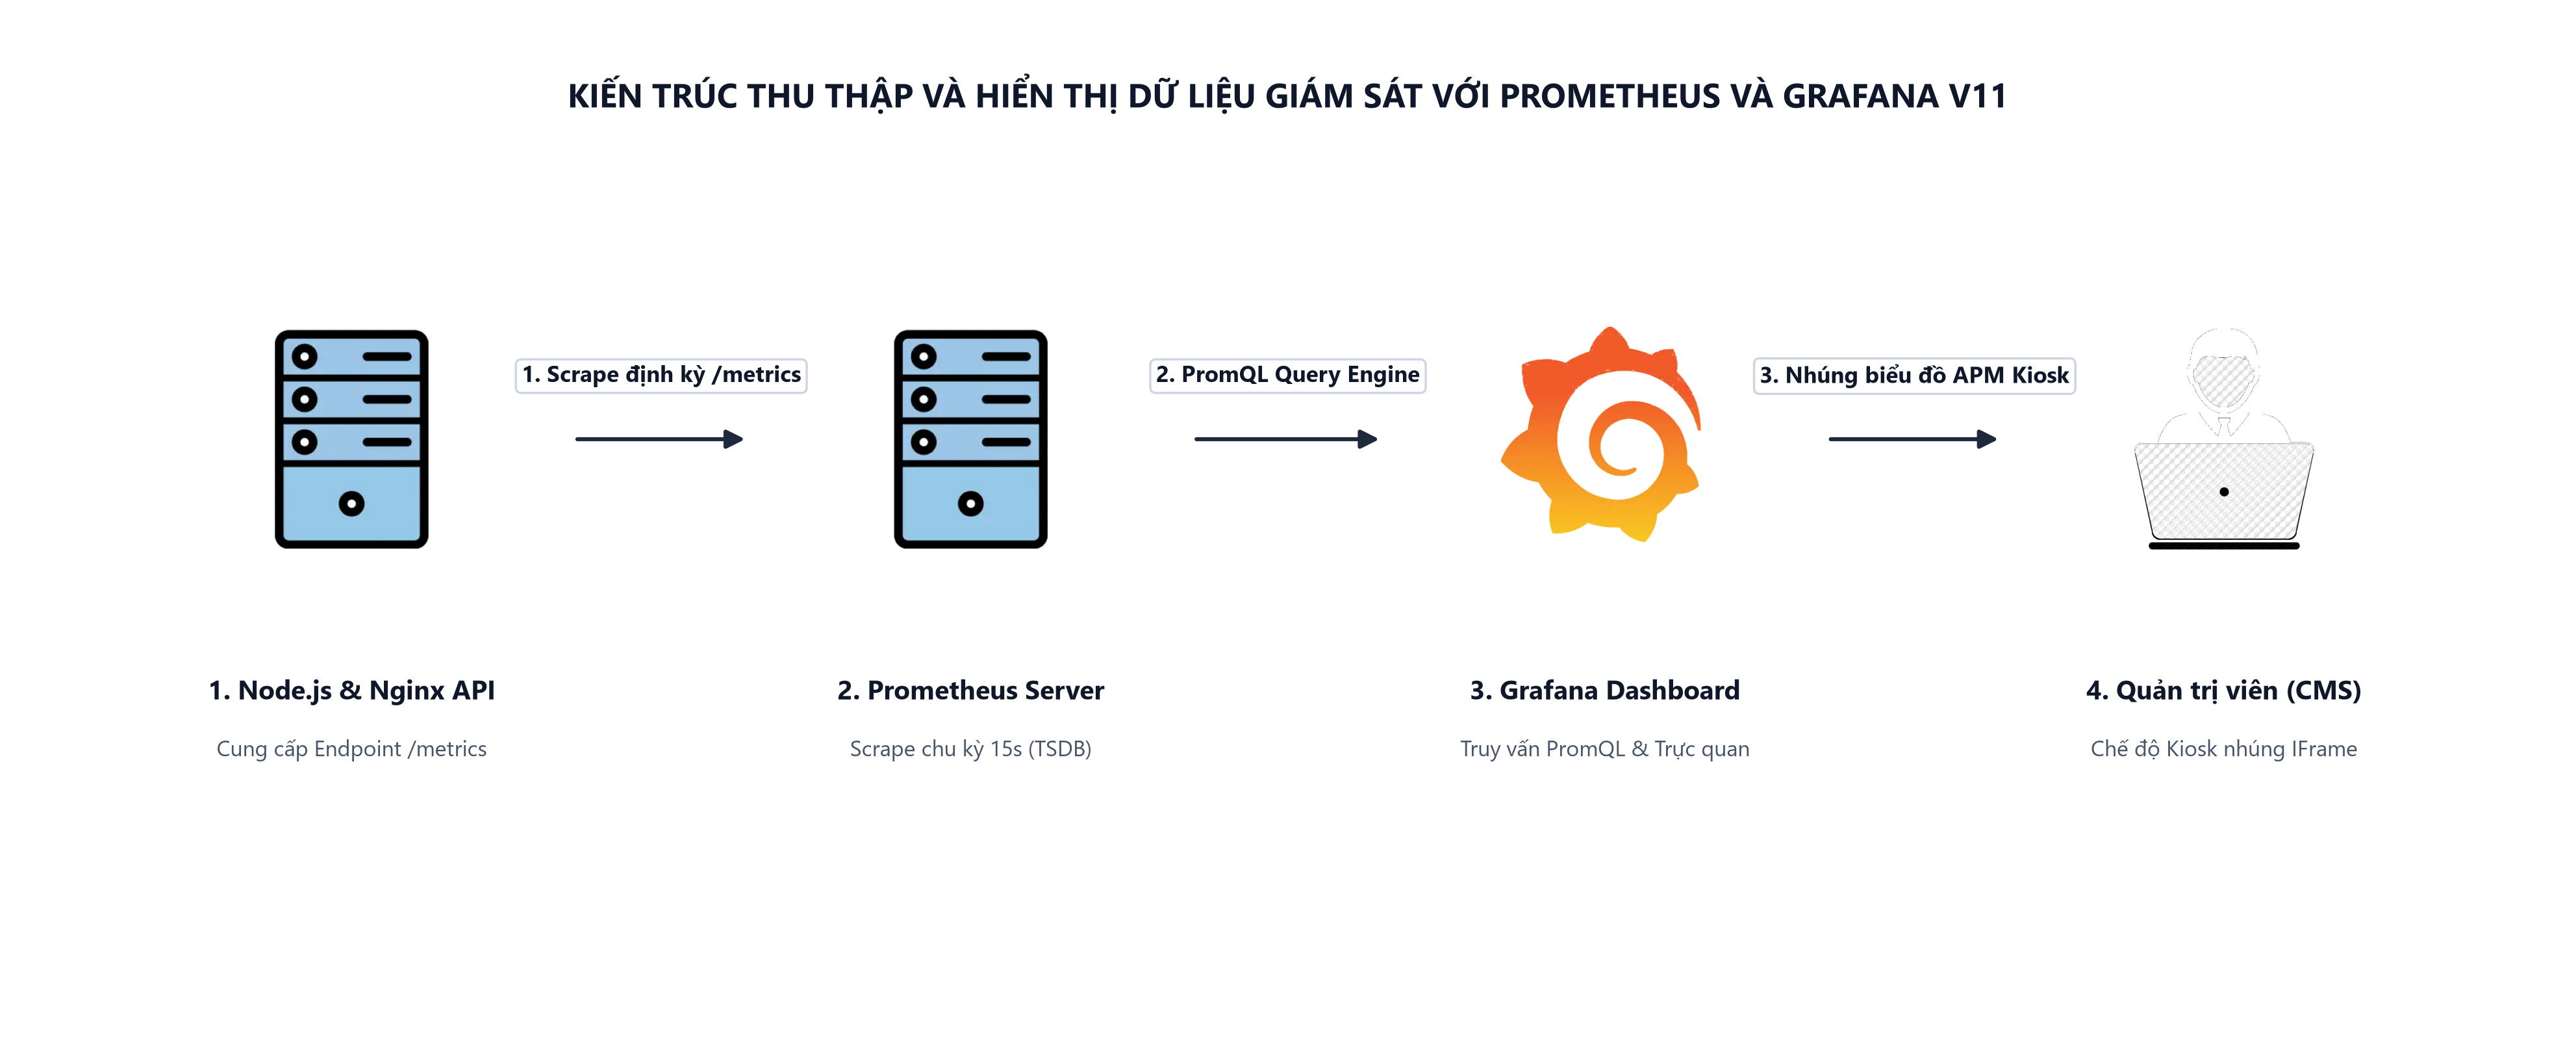 KIẾN TRÚC THU THẬP VÀ HIỂN THỊ DỮ LIỆU GIÁM SÁT VỚI PROMETHEUS VÀ GRAFANA V11
1. Scrape định kỳ /metrics
2. PromQL Query Engine
3. Nhúng biểu đồ APM Kiosk
1. Node.js & Nginx API
2. Prometheus Server
3. Grafana Dashboard
4. Quản trị viên (CMS)
Cung cấp Endpoint /metrics
Scrape chu kỳ 15s (TSDB)
Truy vấn PromQL & Trực quan
Chế độ Kiosk nhúng IFrame